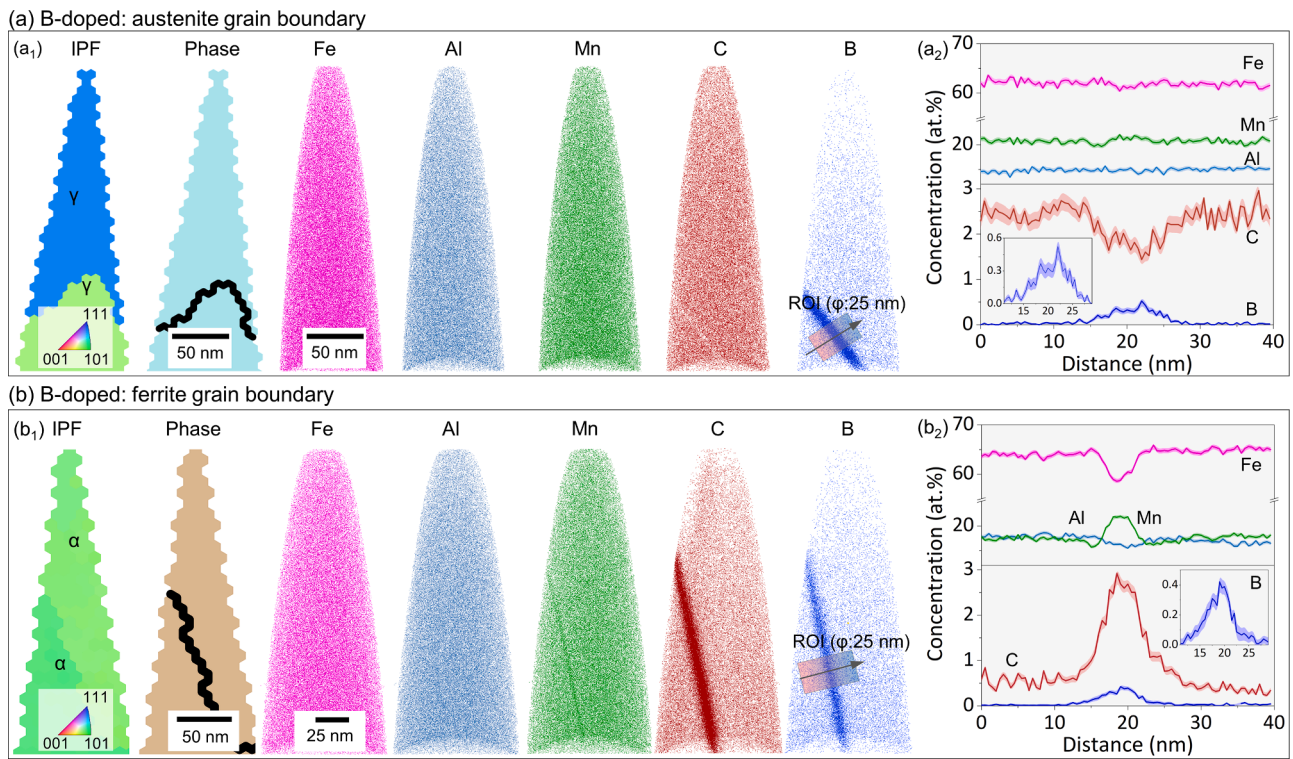 (a) B-doped: austenite grain boundary
(a1) IPF Phase Fe Al Mn C B
γ
γ
111
001 101
50 nm
50 nm
ROI (φ:25 nm)
(a2)
70
60
20
3
2
1
0
Concentration (at.%)
Fe
Mn
Al
C
B
0.6
0.3
0.0
15 20 25
0 10 20 30 40
Distance (nm)
(b) B-doped: ferrite grain boundary
(b1) IPF Phase Fe Al Mn C B
α
α
111
001 101
50 nm
25 nm
ROI (φ:25 nm)
(b2)
70
60
20
3
2
1
0
Concentration (at.%)
Fe
Al Mn
C
B
0.4
0.2
0.0
15 20 25
0 10 20 30 40
Distance (nm)